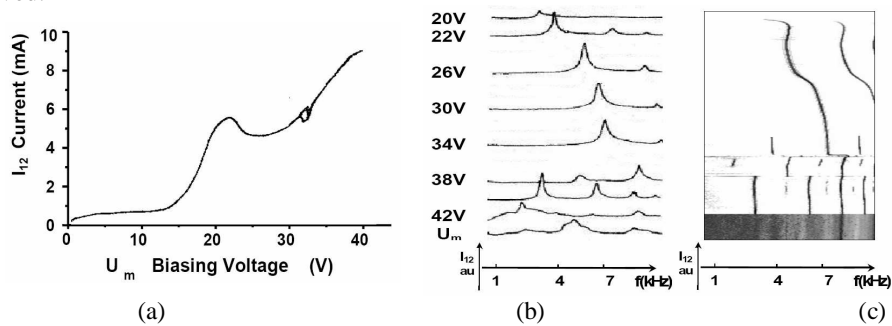 (a)
10
8
6
4
2
0
I₁₂ Current (mA)
0 10 20 30 40
U m Biasing Voltage (V)
(a)
(b)
20V
22V
26V
30V
34V
38V
42V
Um
I₁₂
au
1 4 7 f(kHz)
(b)
(c)
I₁₂
au
1 4 7 f(kHz)
(c)